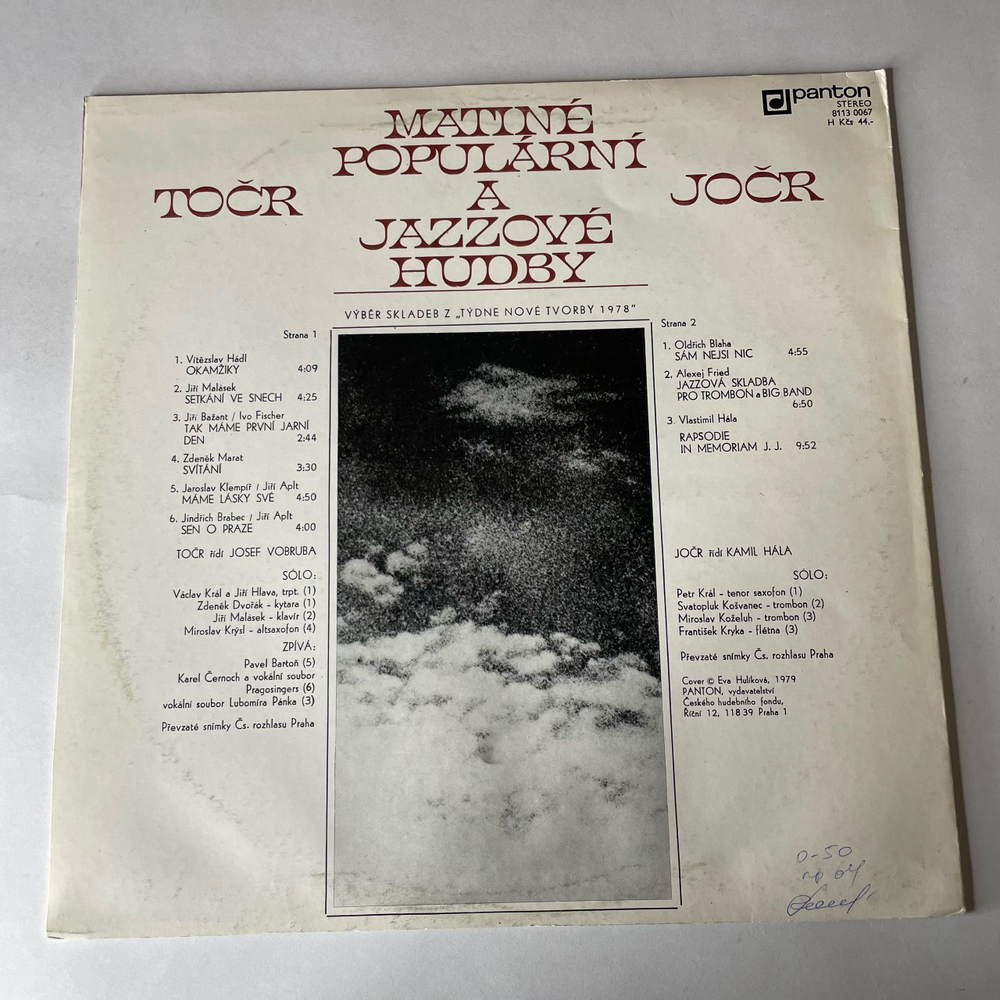 panton
STEREO
8113 0067
H Kčs 44,-
MATINÉ
POPULÁRNÍ
A
JAZZOVÉ
HUDBY
TOČR
JOČR
VÝBĚR SKLADEB Z „TÝDNE NOVÉ TVORBY 1978"
Strana 1
1. Vítězslav Hádl
OKAMŽIKY 4:09
2. Jiří Malásek
SETKÁNÍ VE SNECH 4:25
3. Jiří Bažant / Ivo Fischer
TAK MÁME PRVNÍ JARNÍ
DEN 2:44
4. Zdeněk Marat
SVÍTÁNÍ 3:30
5. Jaroslav Klempíř / Jiří Aplt
MÁME LÁSKY SVÉ 4:50
6. Jindřich Brabec / Jiří Aplt
SEN O PRAZE 4:00
TOČR řídí JOSEF VOBRUBA
SÓLO:
Václav Král a Jiří Hlava, trpt. (1)
Zdeněk Dvořák - kytara (1)
Jiří Malásek - klavír (2)
Miroslav Krýsl - altsaxofon (4)
ZPÍVÁ:
Pavel Bartoň (5)
Karel Černoch a vokální soubor
Pragosingers (6)
vokální soubor Lubomíra Pánka (3)
Převzaté snímky Čs. rozhlasu Praha
Strana 2
1. Oldřich Blaha
SÁM NEJSI NIC 4:55
2. Alexej Fried
JAZZOVÁ SKLADBA
PRO TROMBON a BIG BAND
6:50
3. Vlastimil Hála
RAPSODIE
IN MEMORIAM J. J. 9:52
JOČR řídí KAMIL HÁLA
SÓLO:
Petr Král - tenor saxofon (1)
Svatopluk Košvanec - trombon (2)
Miroslav Koželuh - trombon (3)
František Kryka - flétna (3)
Převzaté snímky Čs. rozhlasu Praha
Cover © Eva Hulíková, 1979
PANTON, vydavatelství
Českého hudebního fondu,
Říční 12, 118 39 Praha 1
D-50